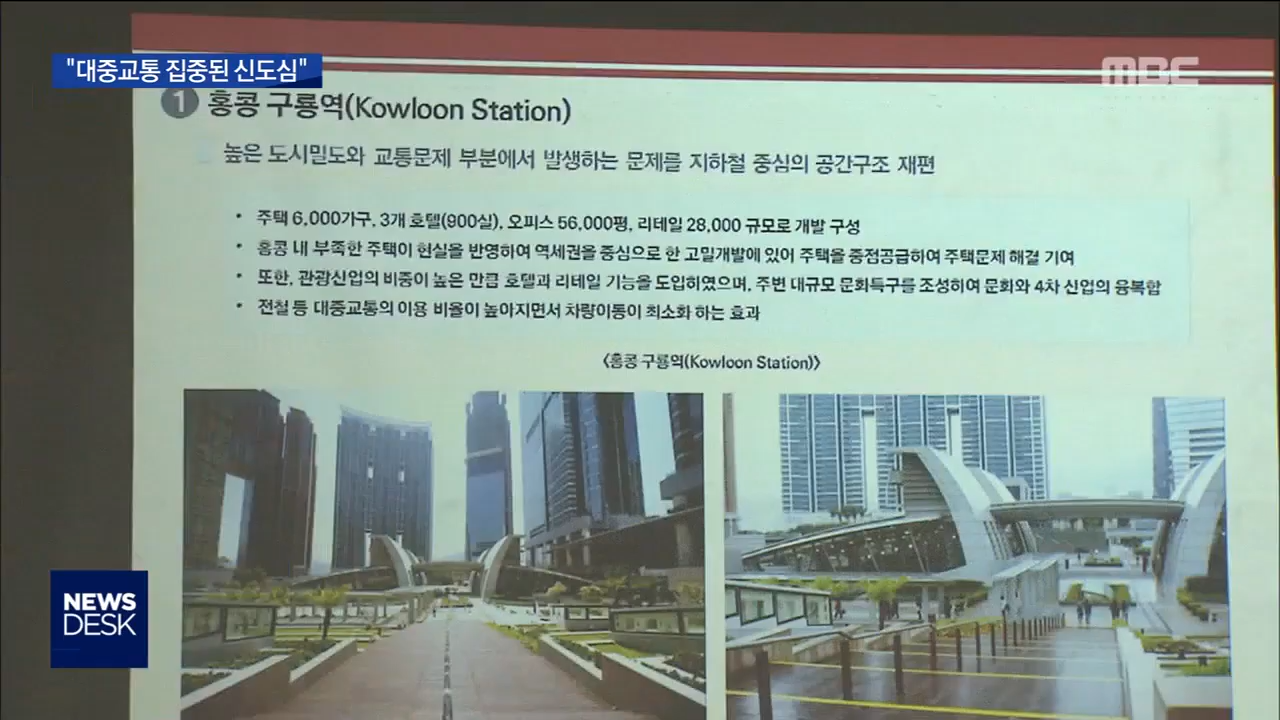 "대중교통 집중된 신도심"
MBC
1 홍콩 구룡역(Kowloon Station)
높은 도시밀도와 교통문제 부분에서 발생하는 문제를 지하철 중심의 공간구조 재편
• 주택 6,000가구, 3개 호텔(900실), 오피스 56,000평, 리테일 28,000 규모로 개발 구성
• 홍콩 내 부족한 주택이 현실을 반영하여 역세권을 중심으로 한 고밀개발에 있어 주택을 중점공급하여 주택문제 해결 기여
• 또한, 관광산업의 비중이 높은 만큼 호텔과 리테일 기능을 도입하였으며, 주변 대규모 문화특구를 조성하여 문화와 4차 산업의 융복합
• 전철 등 대중교통의 이용 비율이 높아지면서 차량이동이 최소화 하는 효과
〈홍콩 구룡역(Kowloon Station)〉
NEWS
DESK